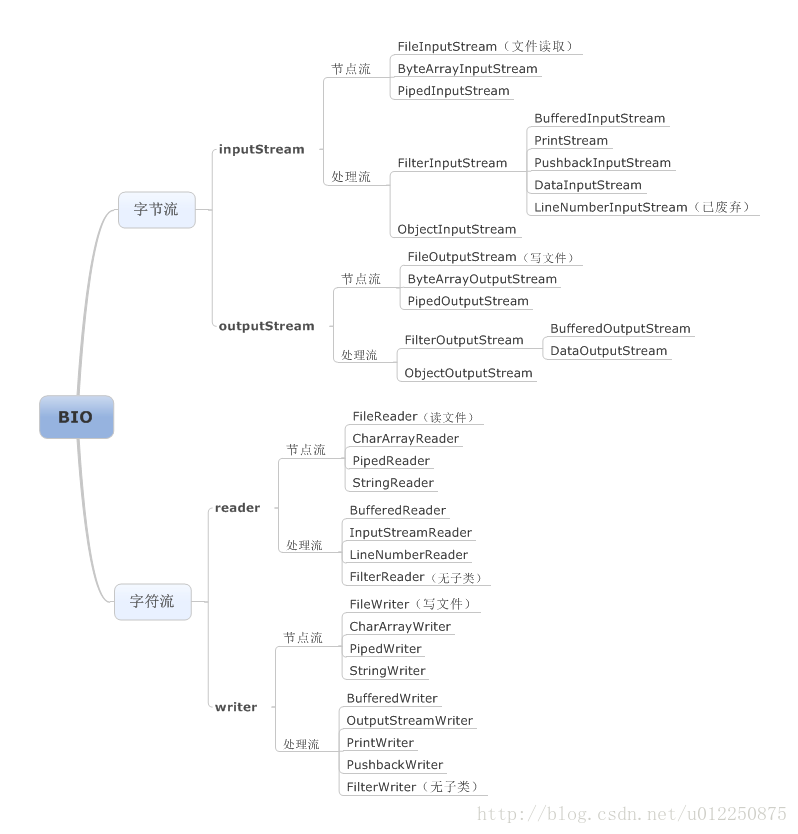 BIO
字节流
inputStream
节点流
FileInputStream（文件读取）
ByteArrayInputStream
PipedInputStream
处理流
FilterInputStream
BufferedInputStream
PrintStream
PushbackInputStream
DataInputStream
LineNumberInputStream（已废弃）
ObjectInputStream
outputStream
节点流
FileOutputStream（写文件）
ByteArrayOutputStream
PipedOutputStream
处理流
FilterOutputStream
BufferedOutputStream
DataOutputStream
ObjectOutputStream
字符流
reader
节点流
FileReader（读文件）
CharArrayReader
PipedReader
StringReader
处理流
BufferedReader
InputStreamReader
LineNumberReader
FilterReader（无子类）
writer
节点流
FileWriter（写文件）
CharArrayWriter
PipedWriter
StringWriter
处理流
BufferedWriter
OutputStreamWriter
PrintWriter
PushbackWriter
FilterWriter（无子类）
http://blog.csdn.net/u012250875